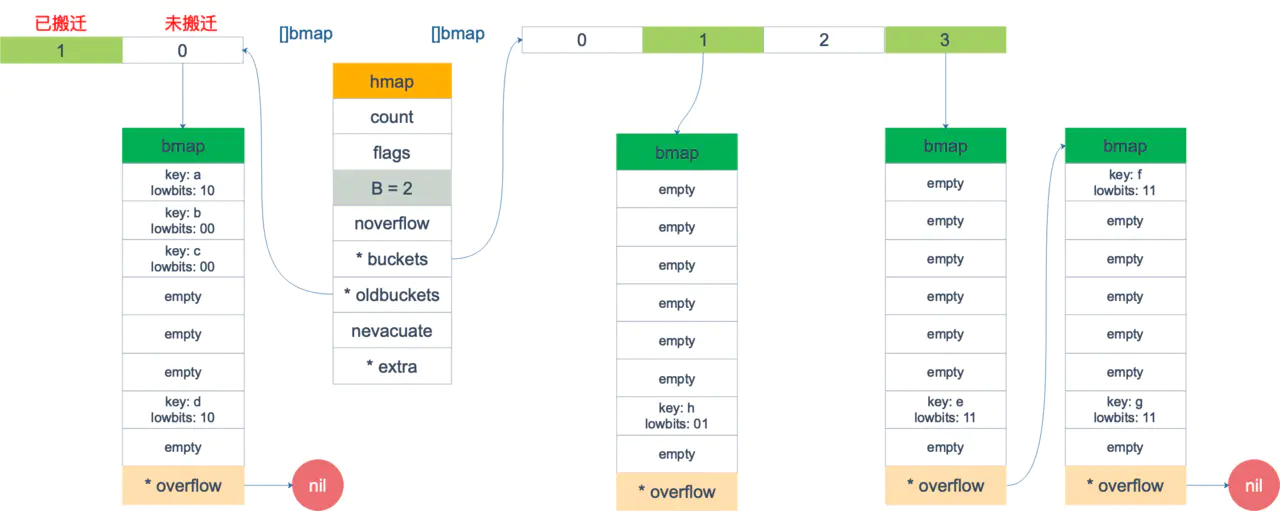 已搬迁
未搬迁
1
0
[]bmap
[]bmap
0
1
2
3
bmap
key: a
lowbits: 10
key: b
lowbits: 00
key: c
lowbits: 00
empty
empty
empty
key: d
lowbits: 10
empty
* overflow
nil
hmap
count
flags
B = 2
noverflow
* buckets
* oldbuckets
nevacuate
* extra
bmap
empty
empty
empty
empty
empty
empty
key: h
lowbits: 01
empty
* overflow
bmap
empty
empty
empty
empty
empty
empty
key: e
lowbits: 11
empty
* overflow
bmap
key: f
lowbits: 11
empty
empty
empty
empty
empty
key: g
lowbits: 11
empty
* overflow
nil